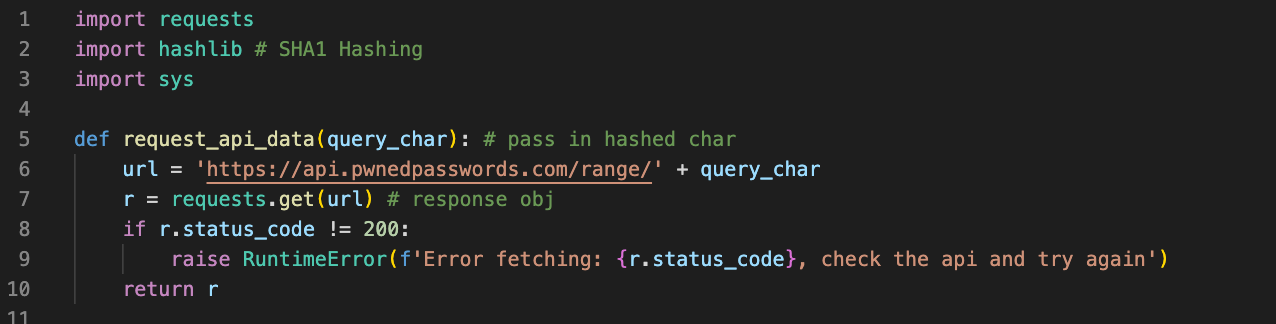 1 import requests
2 import hashlib # SHA1 Hashing
3 import sys
4
5 def request_api_data(query_char): # pass in hashed char
6     url = 'https://api.pwnedpasswords.com/range/' + query_char
7     r = requests.get(url) # response obj
8     if r.status_code != 200:
9         raise RuntimeError(f'Error fetching: {r.status_code}, check the api and try again')
10     return r
11